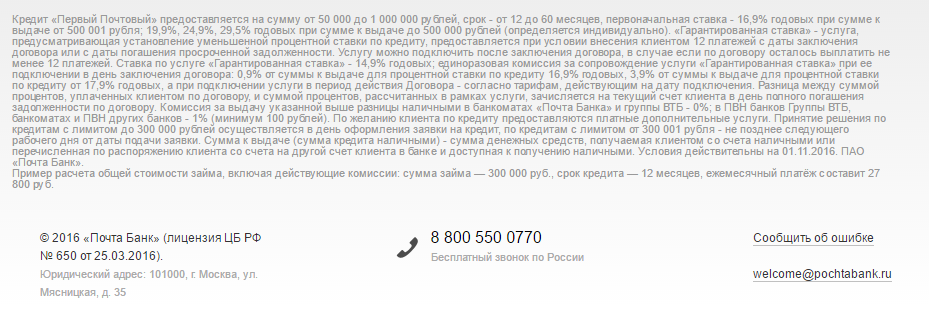 Кредит «Первый Почтовый» предоставляется на сумму от 50 000 до 1 000 000 рублей, срок - от 12 до 60 месяцев, первоначальная ставка - 16,9% годовых при сумме к
выдаче от 500 001 рубля; 19,9%, 24,9%, 29,5% годовых при сумме к выдаче до 500 000 рублей (определяется индивидуально). «Гарантированная ставка» - услуга,
предусматривающая установление уменьшенной процентной ставки по кредиту, предоставляется при условии внесения клиентом 12 платежей с даты заключения
договора или с даты погашения просроченной задолженности. Услугу можно подключить после заключения договора, в случае если по договору осталось выплатить не
менее 12 платежей. Ставка по услуге «Гарантированная ставка» - 14,9% годовых; единоразовая комиссия за сопровождение услуги «Гарантированная ставка» при ее
подключении в день заключения договора: 0,9% от суммы к выдаче для процентной ставки по кредиту 16,9% годовых, 3,9% от суммы к выдаче для процентной ставки
по кредиту от 17,9% годовых, а при подключении услуги в период действия Договора - согласно тарифам, действующим на дату подключения. Разница между суммой
процентов, уплаченных клиентом по договору, и суммой процентов, рассчитанных в рамках услуги, зачисляется на текущий счет клиента в день полного погашения
задолженности по договору. Комиссия за выдачу указанной выше разницы наличными в банкоматах «Почта Банка» и группы ВТБ - 0%; в ПВН банков Группы ВТБ,
банкоматах и ПВН других банков - 1% (минимум 100 рублей). По желанию клиента по кредиту предоставляются платные дополнительные услуги. Принятие решения по
кредитам с лимитом до 300 000 рублей осуществляется в день оформления заявки на кредит, по кредитам с лимитом от 300 001 рубля - не позднее следующего
рабочего дня от даты подачи заявки. Сумма к выдаче (сумма кредита наличными) - сумма денежных средств, получаемая клиентом со счета наличными или
перечисленная по распоряжению клиента со счета на другой счет клиента в банке и доступная к получению наличными. Условия действительны на 01.11.2016. ПАО
«Почта Банк».
Пример расчета общей стоимости займа, включая действующие комиссии: сумма займа — 300 000 руб., срок кредита — 12 месяцев, ежемесячный платёж составит 27
800 руб.
© 2016 «Почта Банк» (лицензия ЦБ РФ
№ 650 от 25.03.2016).
Юридический адрес: 101000, г. Москва, ул.
Мясницкая, д. 35
8 800 550 0770
Бесплатный звонок по России
Сообщить об ошибке
welcome@pochtabank.ru